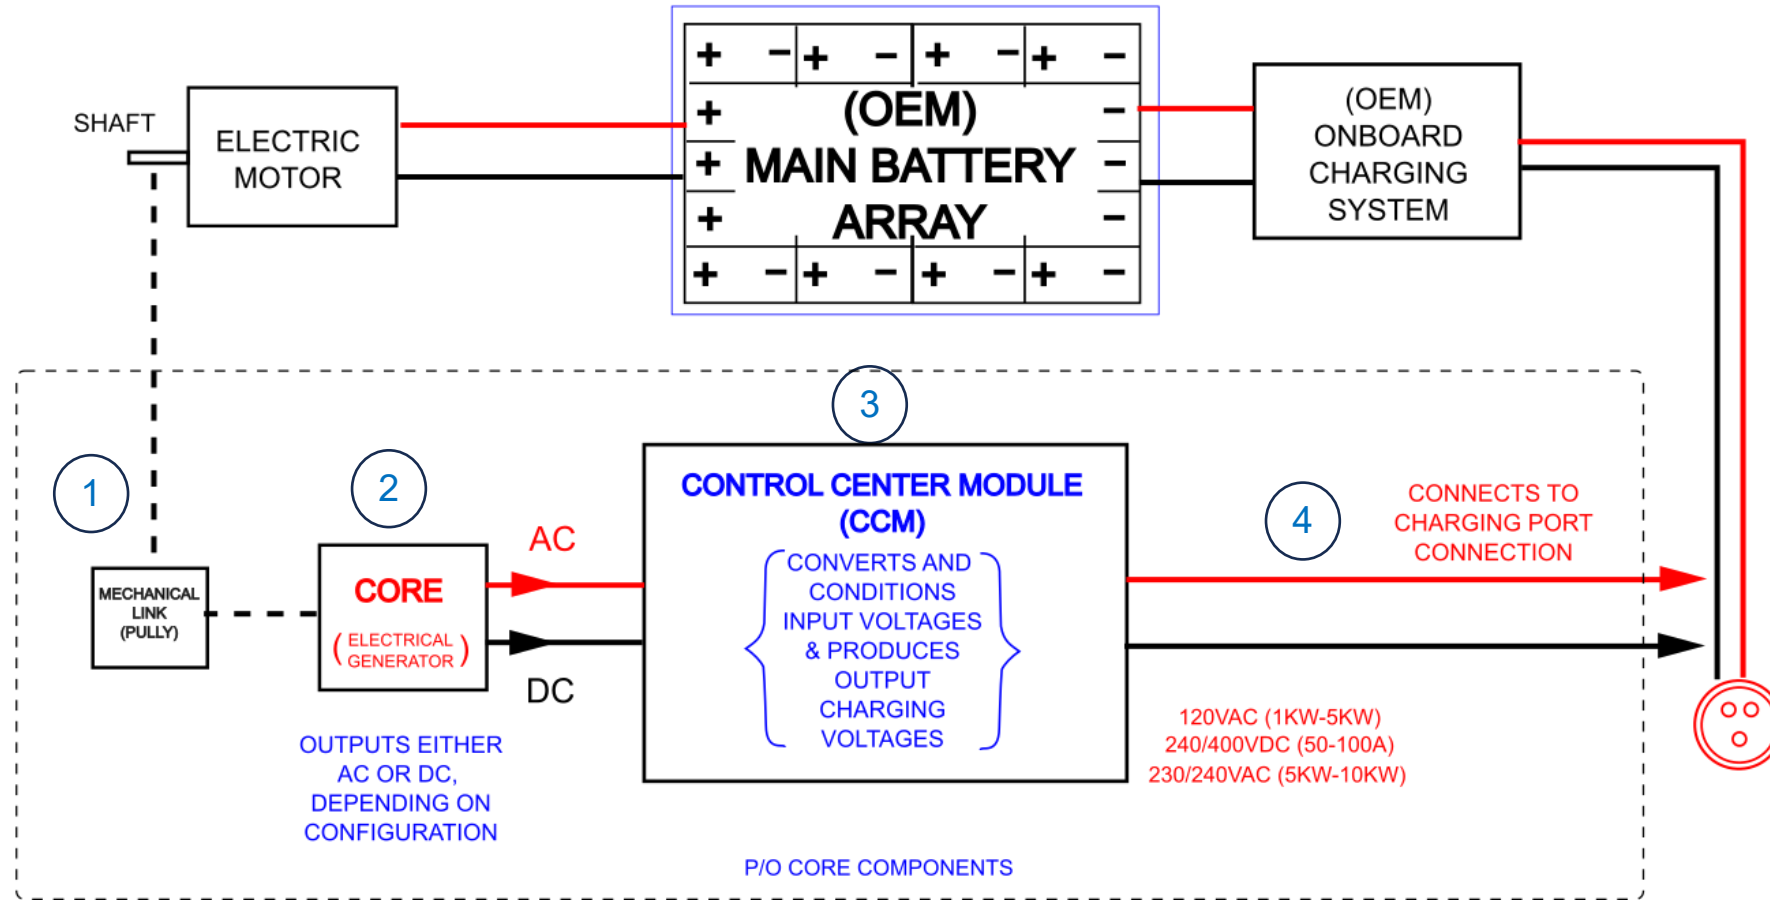 SHAFT
ELECTRIC
MOTOR
+ − + − + − + −
+ (OEM) −
+ MAIN BATTERY −
+ ARRAY −
+ − + − + − + −
(OEM)
ONBOARD
CHARGING
SYSTEM
1
MECHANICAL
LINK
(PULLY)
2
CORE
(ELECTRICAL
GENERATOR)
AC
DC
OUTPUTS EITHER
AC OR DC,
DEPENDING ON
CONFIGURATION
3
CONTROL CENTER MODULE
(CCM)
{CONVERTS AND
CONDITIONS
INPUT VOLTAGES
& PRODUCES
OUTPUT
CHARGING
VOLTAGES}
4
CONNECTS TO
CHARGING PORT
CONNECTION
120VAC (1KW-5KW)
240/400VDC (50-100A)
230/240VAC (5KW-10KW)
P/O CORE COMPONENTS